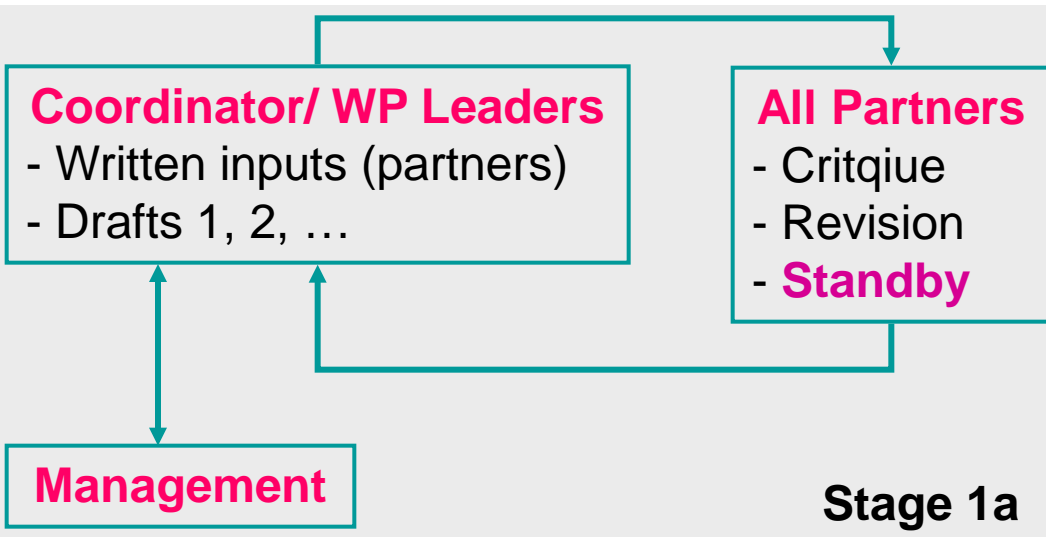 Coordinator/ WP Leaders
- Written inputs (partners)
- Drafts 1, 2, …
All Partners
- Critqiue
- Revision
- Standby
Management
Stage 1a